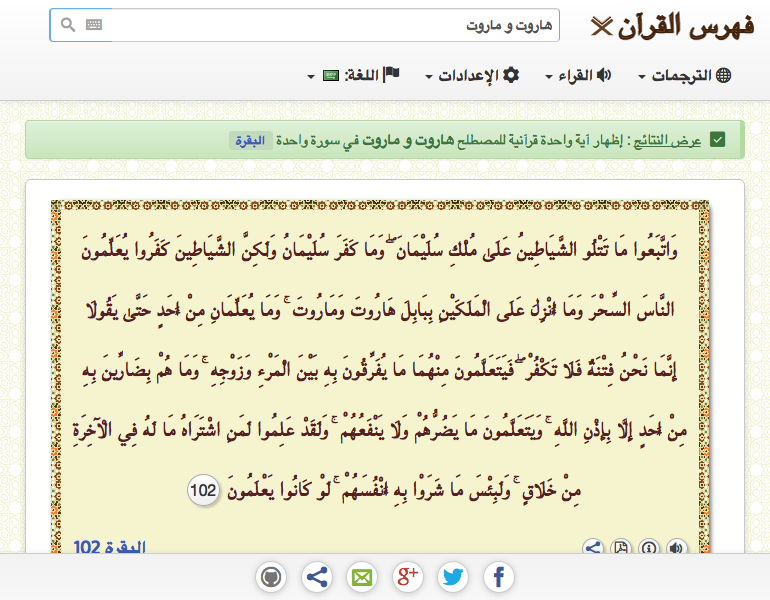 فهرس القرآن
هاروت و ماروت
الترجمات
القراء
الإعدادات
اللغة:
عرض النتائج : إظهار آية واحدة قرآنية للمصطلح هاروت و ماروت في سورة واحدة البقرة
وَاتَّبَعُوا مَا تَتْلُو الشَّيَاطِينُ عَلَىٰ مُلْكِ سُلَيْمَانَ ۖ وَمَا كَفَرَ سُلَيْمَانُ وَلَٰكِنَّ الشَّيَاطِينَ كَفَرُوا يُعَلِّمُونَ
النَّاسَ السِّحْرَ وَمَا أُنْزِلَ عَلَى الْمَلَكَيْنِ بِبَابِلَ هَارُوتَ وَمَارُوتَ ۚ وَمَا يُعَلِّمَانِ مِنْ أَحَدٍ حَتَّىٰ يَقُولَا
إِنَّمَا نَحْنُ فِتْنَةٌ فَلَا تَكْفُرْ ۖ فَيَتَعَلَّمُونَ مِنْهُمَا مَا يُفَرِّقُونَ بِهِ بَيْنَ الْمَرْءِ وَزَوْجِهِ ۚ وَمَا هُمْ بِضَارِّينَ بِهِ
مِنْ أَحَدٍ إِلَّا بِإِذْنِ اللَّهِ ۚ وَيَتَعَلَّمُونَ مَا يَضُرُّهُمْ وَلَا يَنْفَعُهُمْ ۚ وَلَقَدْ عَلِمُوا لَمَنِ اشْتَرَاهُ مَا لَهُ فِي الْآخِرَةِ
مِنْ خَلَاقٍ ۚ وَلَبِئْسَ مَا شَرَوْا بِهِ أَنْفُسَهُمْ ۚ لَوْ كَانُوا يَعْلَمُونَ 102
البقرة 102
g+